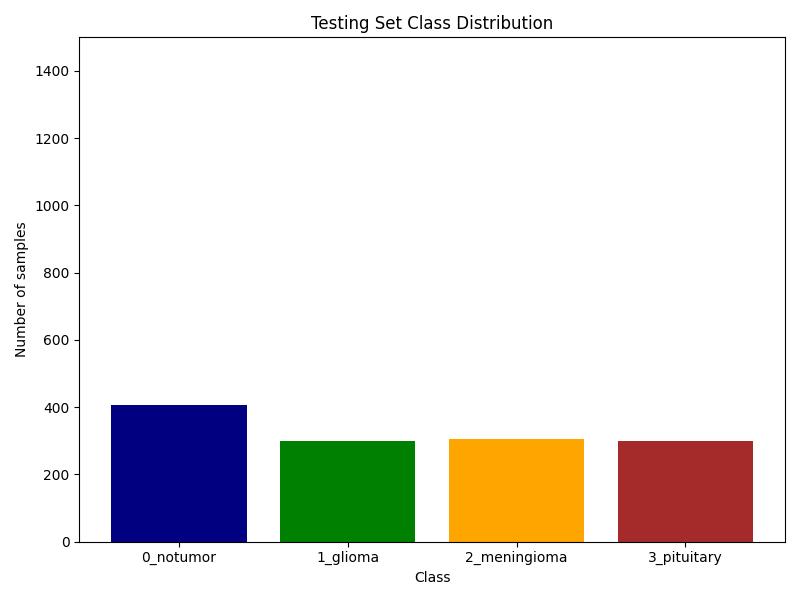 Testing Set Class Distribution
1400
1200
1000
800
600
400
200
0
Number of samples
0_notumor 1_glioma 2_meningioma 3_pituitary
Class